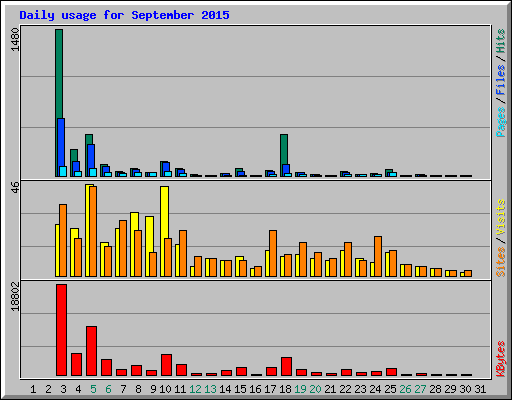 Daily usage for September 2015
1480
Pages / Files / Hits
46
Sites / Visits
18802
KBytes
1 2 3 4 5 6 7 8 9 10 11 12 13 14 15 16 17 18 19 20 21 22 23 24 25 26 27 28 29 30 31